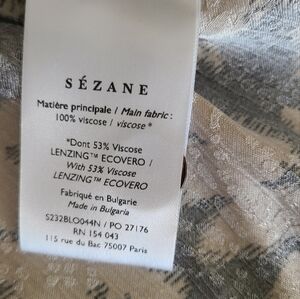 SÉZANE
Matière principale / Main fabric :
100% viscose / viscose *
*Dont 53% Viscose
LENZING™ ECOVERO /
With 53% Viscose
LENZING™ ECOVERO
Fabriqué en Bulgarie
Made in Bulgaria
S232BLO044N / PO 27176
RN 154 043
115 rue du Bac 75007 Paris